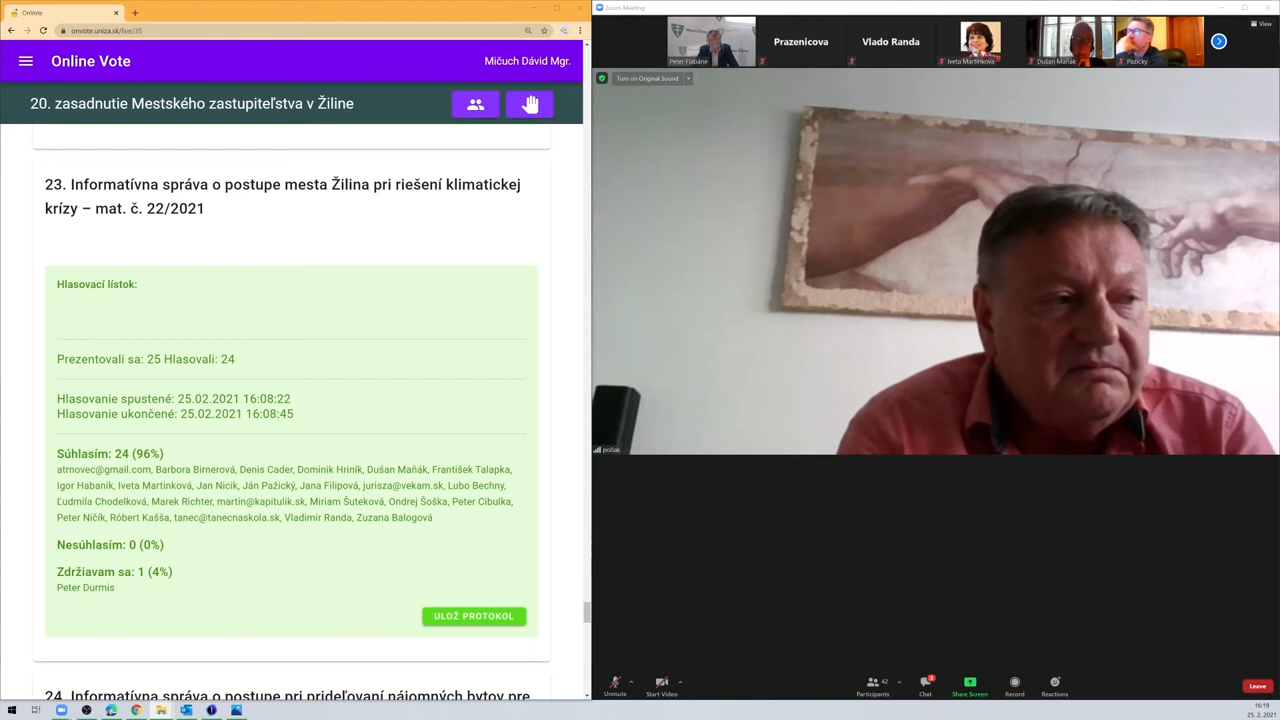 OnVote
onvote.uniza.sk/live/35
Online Vote
Mičuch Dávid Mgr.
20. zasadnutie Mestského zastupiteľstva v Žiline
23. Informatívna správa o postupe mesta Žilina pri riešení klimatickej
krízy – mat. č. 22/2021
Hlasovací lístok:
Prezentovali sa: 25 Hlasovali: 24
Hlasovanie spustené: 25.02.2021 16:08:22
Hlasovanie ukončené: 25.02.2021 16:08:45
Súhlasím: 24 (96%)
atrnovec@gmail.com, Barbora Birnerová, Denis Cader, Dominik Hriník, Dušan Maňák, František Talapka,
Igor Habanik, Iveta Martinková, Jan Nicik, Ján Pažický, Jana Filipová, jurisza@vekam.sk, Lubo Bechny,
Ľudmila Chodelková, Marek Richter, martin@kapitulik.sk, Miriam Šuteková, Ondrej Šoška, Peter Cibulka,
Peter Ničík, Róbert Kašša, tanec@tanecnaskola.sk, Vladimir Randa, Zuzana Balogová
Nesúhlasím: 0 (0%)
Zdržiavam sa: 1 (4%)
Peter Durmis
ULOŽ PROTOKOL
24. Informatívna správa o postupe pri prideľovaní nájomných bytov pre
Zoom Meeting
Peter Fiabáne
Prazenicova
Vlado Randa
Iveta Martinkova
Dušan Maňák
Pažický
View
Turn on Original Sound
pollak
Unmute
Start Video
42
Participants
3
Chat
Share Screen
Record
Reactions
Leave
16:19
25. 2. 2021